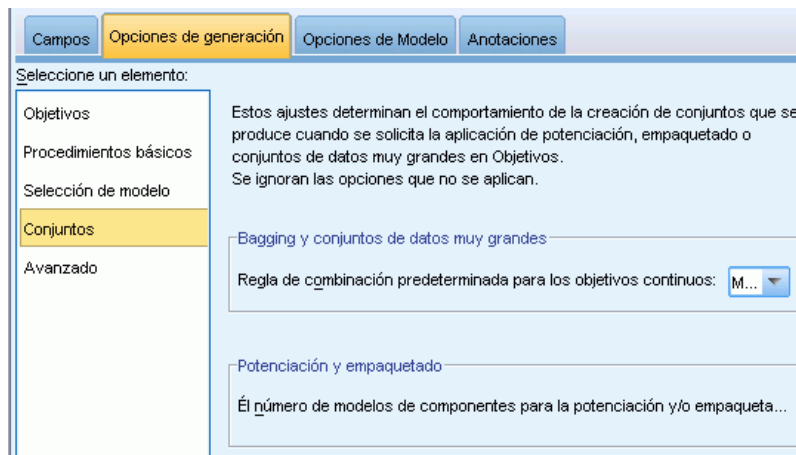 Campos
Opciones de generación
Opciones de Modelo
Anotaciones
Seleccione un elemento:
Objetivos
Procedimientos básicos
Selección de modelo
Conjuntos
Avanzado
Estos ajustes determinan el comportamiento de la creación de conjuntos que se
produce cuando se solicita la aplicación de potenciación, empaquetado o
conjuntos de datos muy grandes en Objetivos.
Se ignoran las opciones que no se aplican.
Bagging y conjuntos de datos muy grandes
Regla de combinación predeterminada para los objetivos continuos: M...
Potenciación y empaquetado
Él número de modelos de componentes para la potenciación y/o empaqueta...